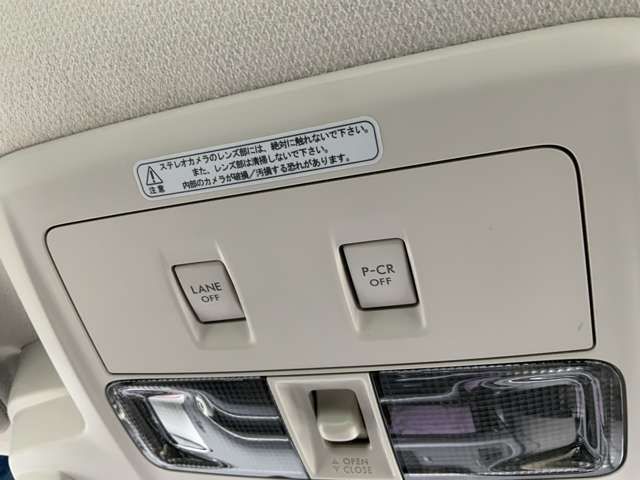 ステレオカメラのレンズ部には、絶対に触れないで下さい。
また、レンズ部は清掃しないで下さい。
内部のカメラが破損／汚損する恐れがあります。
注意
LANE
OFF
P-CR
OFF
△ OPEN
▽ CLOSE